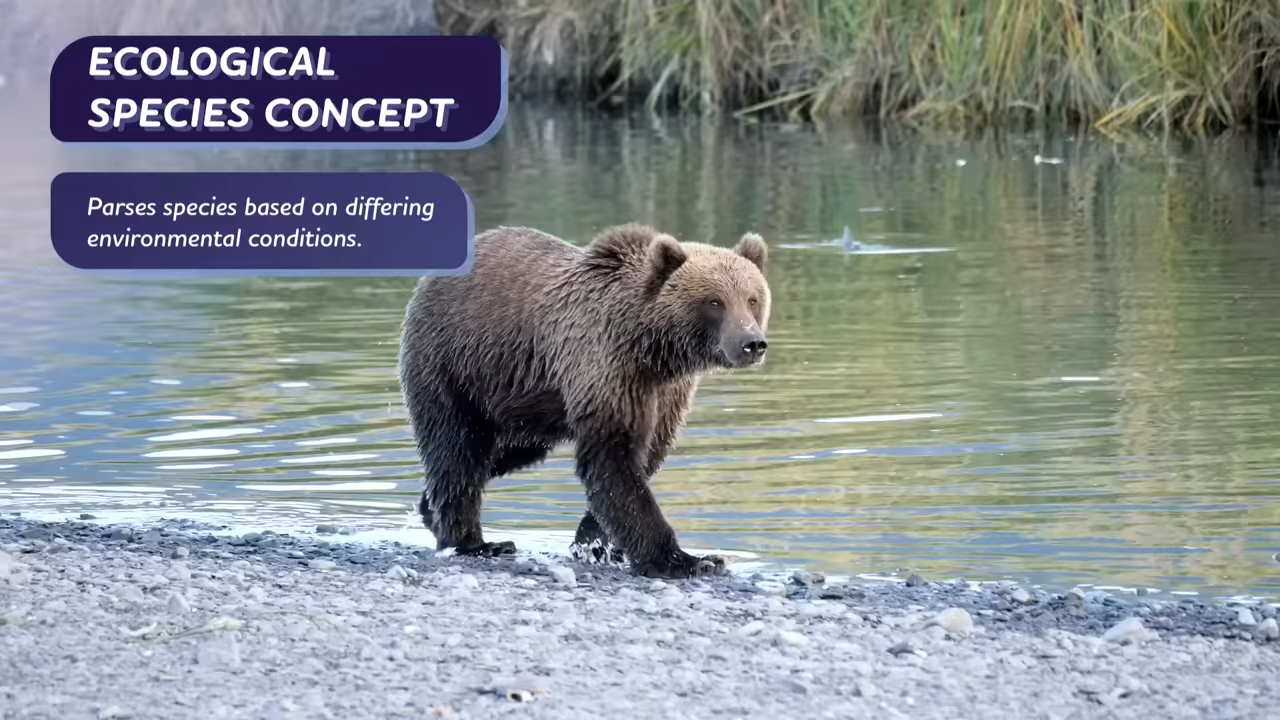 ECOLOGICAL
SPECIES CONCEPT
Parses species based on differing
environmental conditions.